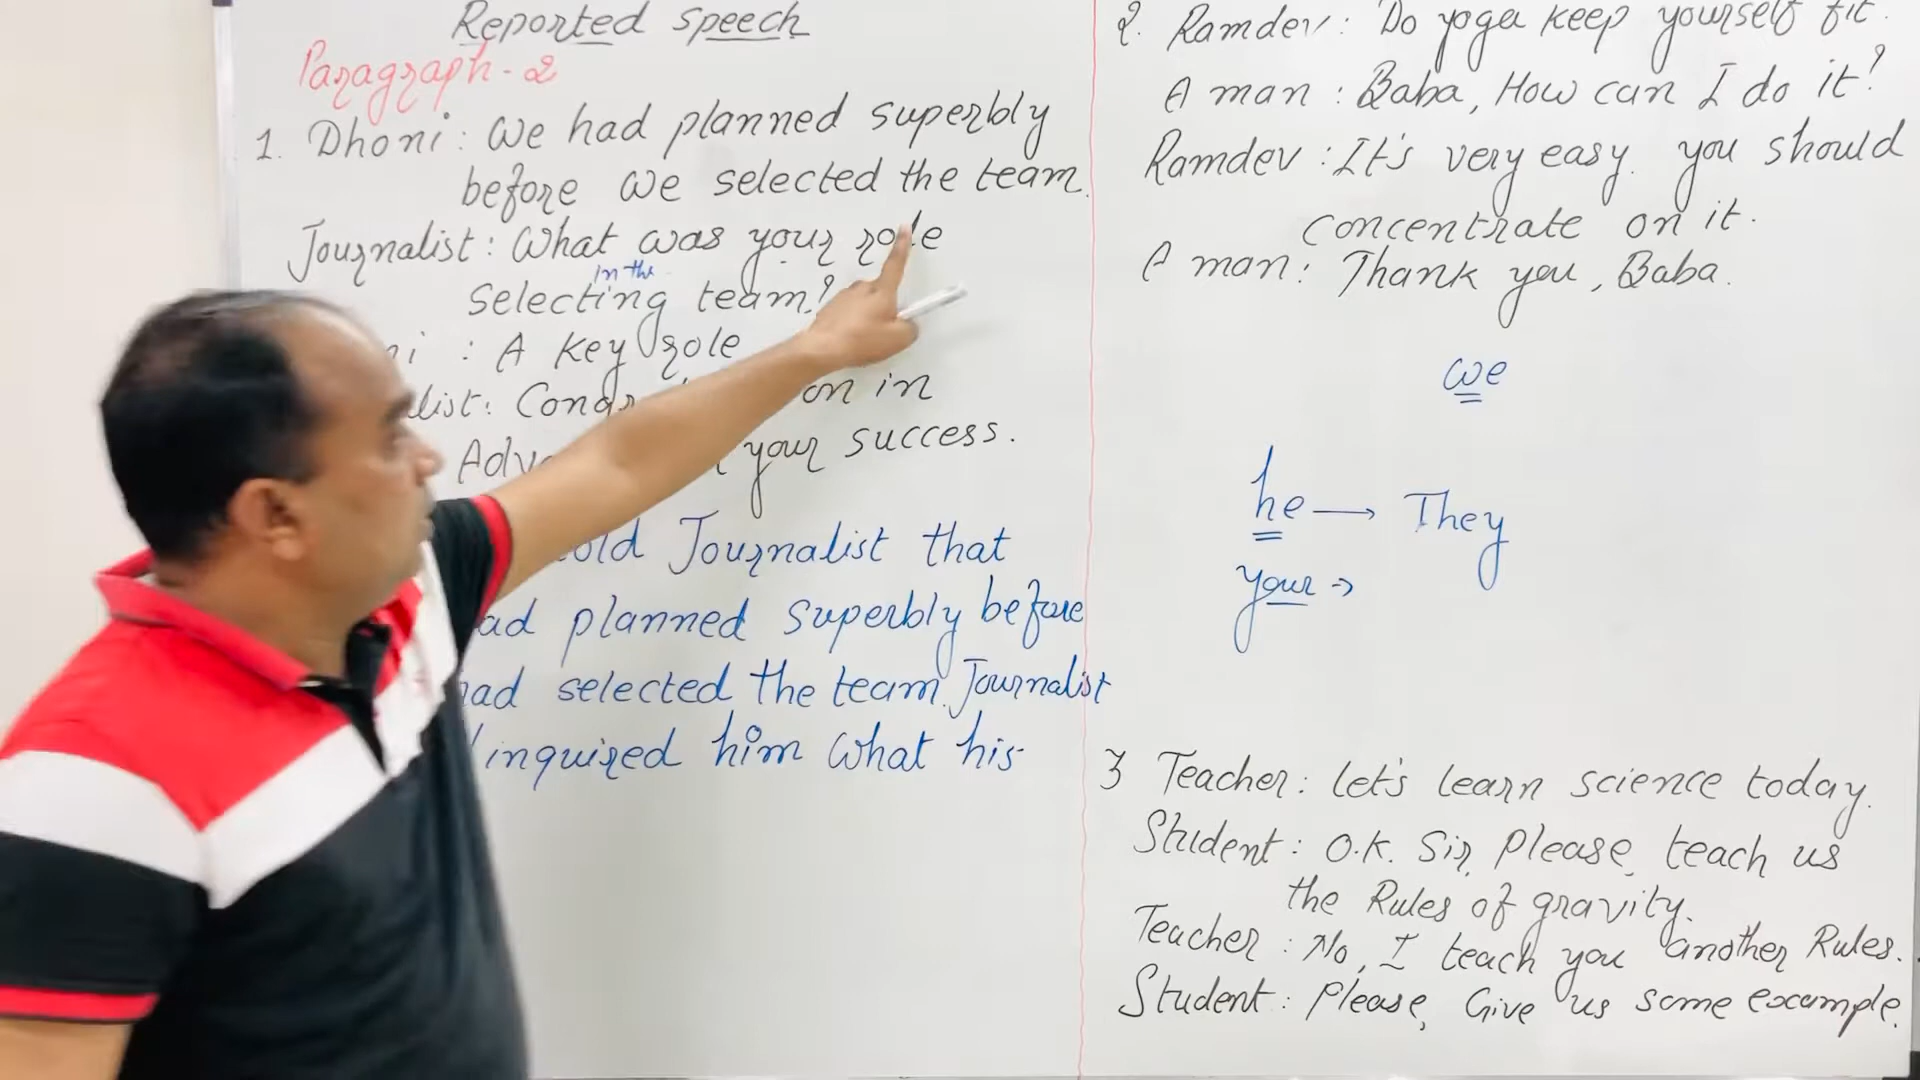 Reported speech
Paragraph-2
1. Dhoni: We had planned superbly
before we selected the team.
Journalist: What was your role
in the
selecting team?
: A key role
on in
your success.
Journalist that
planned superbly before
selected the team. Journalist
inquired him what his
2. Ramdev: Do yoga keep yourself fit.
A man: Baba, How can I do it?
Ramdev: It's very easy. you should
concentrate on it.
A man: Thank you, Baba.
we
he → They
your →
3 Teacher: let's learn science today.
Student: O.K. Sir, Please, teach us
the Rules of gravity.
Teacher: No, I teach you another Rules.
Student: Please, Give us some example.